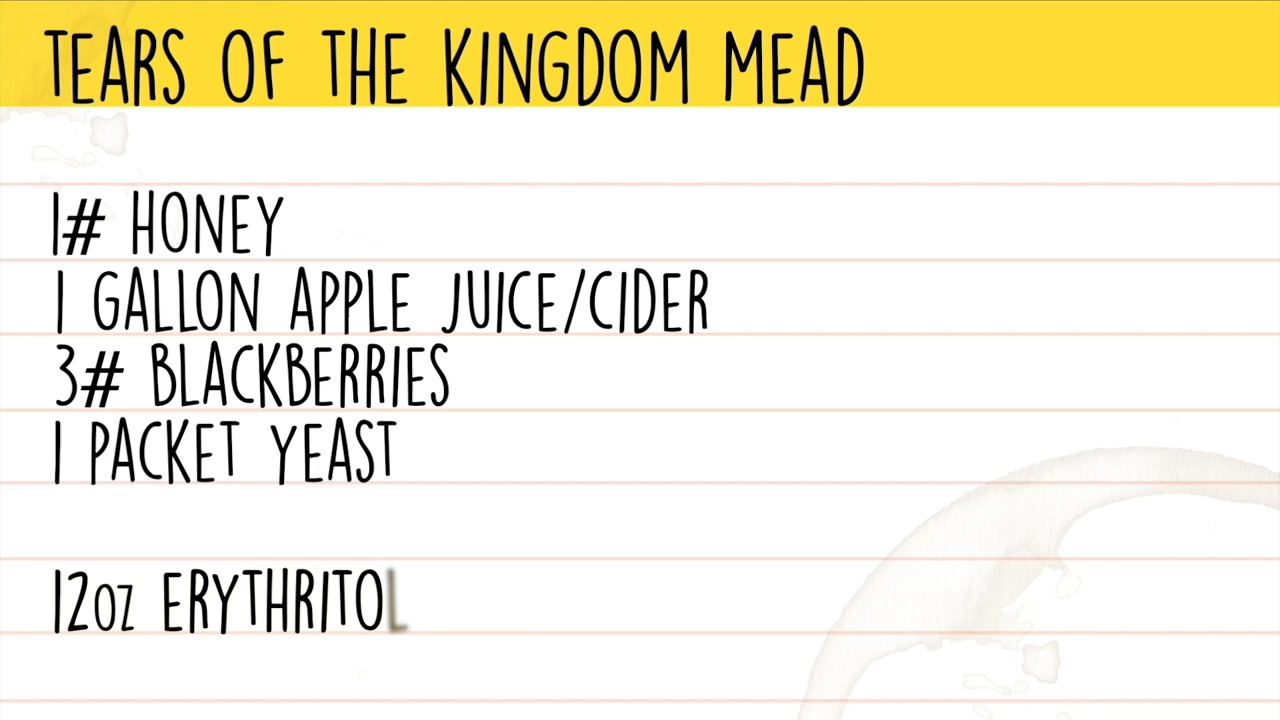 TEARS OF THE KINGDOM MEAD
1# HONEY
1 GALLON APPLE JUICE/CIDER
3# BLACKBERRIES
1 PACKET YEAST
12OZ ERYTHRITOL